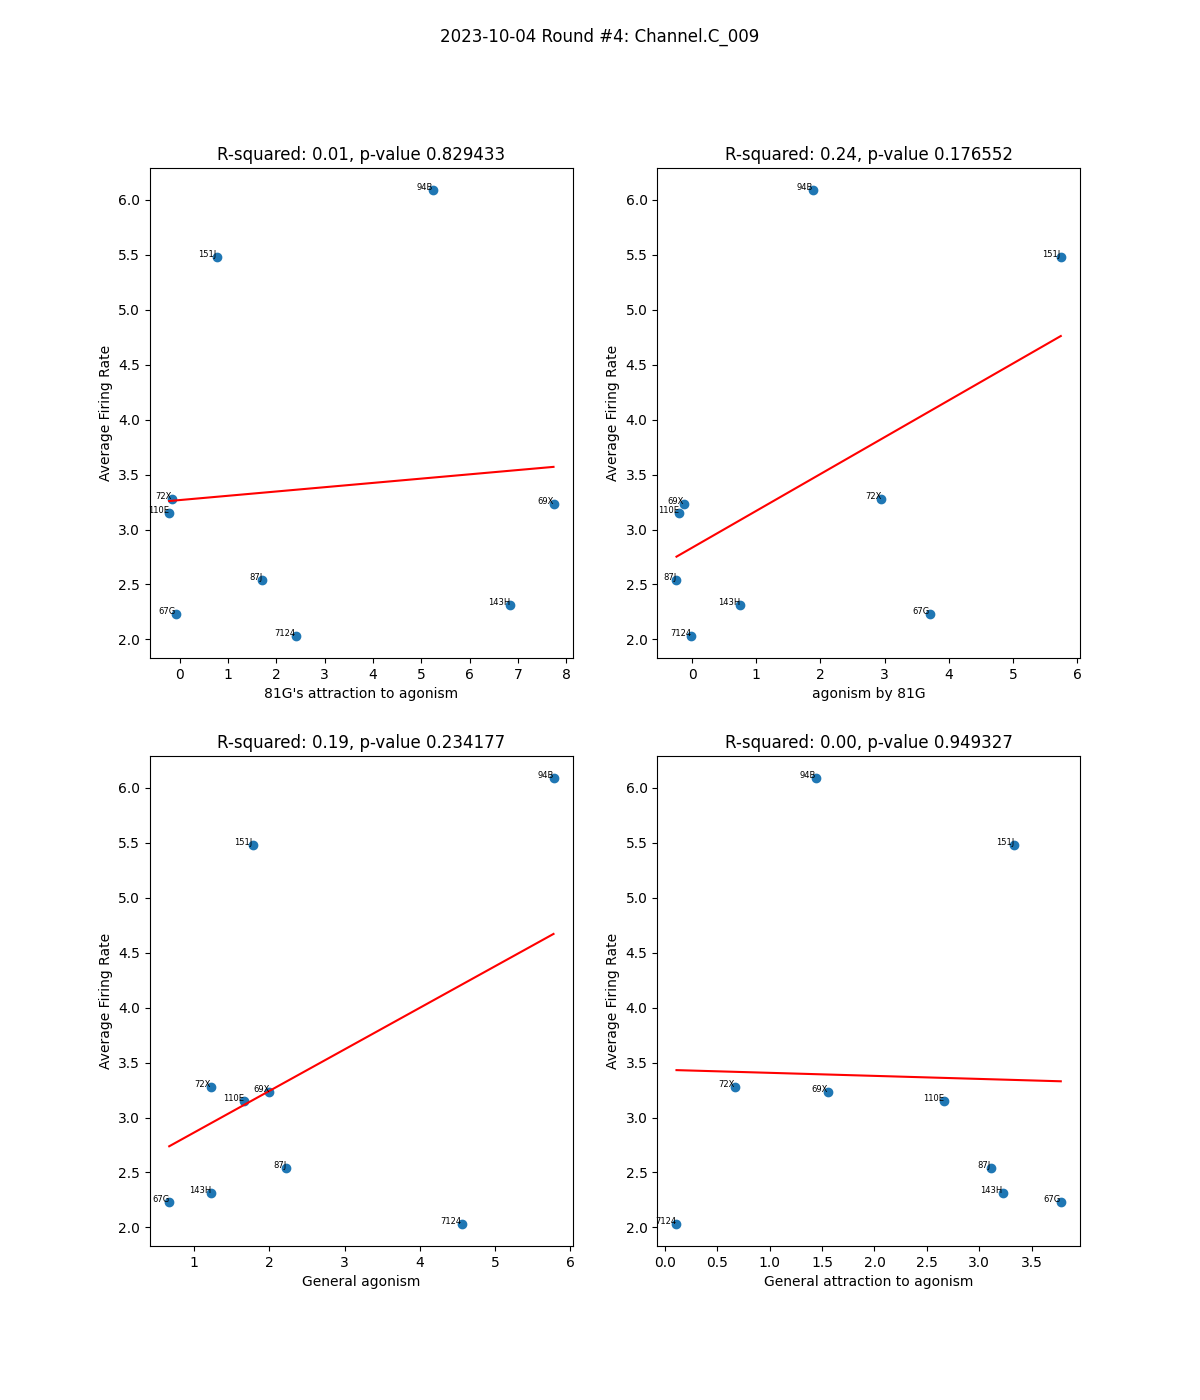 2023-10-04 Round #4: Channel.C_009
R-squared: 0.01, p-value 0.829433
Average Firing Rate
6.0
5.5
5.0
4.5
4.0
3.5
3.0
2.5
2.0
94B
151J
72X
110E
69X
87J
143H
67G
7124
0 1 2 3 4 5 6 7 8
81G's attraction to agonism
R-squared: 0.24, p-value 0.176552
Average Firing Rate
6.0
5.5
5.0
4.5
4.0
3.5
3.0
2.5
2.0
94B
151J
69X
72X
110E
87J
143H
67G
7124
0 1 2 3 4 5 6
agonism by 81G
R-squared: 0.19, p-value 0.234177
Average Firing Rate
6.0
5.5
5.0
4.5
4.0
3.5
3.0
2.5
2.0
94B
151J
72X
69X
110E
87J
143H
67G
7124
1 2 3 4 5 6
General agonism
R-squared: 0.00, p-value 0.949327
Average Firing Rate
6.0
5.5
5.0
4.5
4.0
3.5
3.0
2.5
2.0
94B
151J
72X
69X
110E
87J
143H
67G
7124
0.0 0.5 1.0 1.5 2.0 2.5 3.0 3.5
General attraction to agonism